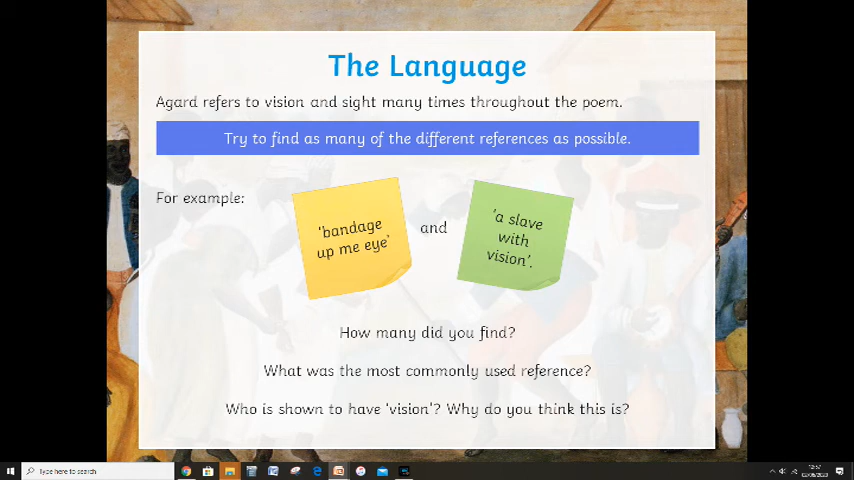 The Language
Agard refers to vision and sight many times throughout the poem.
Try to find as many of the different references as possible.
For example:
'bandage
up me eye'
and
'a slave
with
vision'.
How many did you find?
What was the most commonly used reference?
Who is shown to have 'vision'? Why do you think this is?
Type here to search